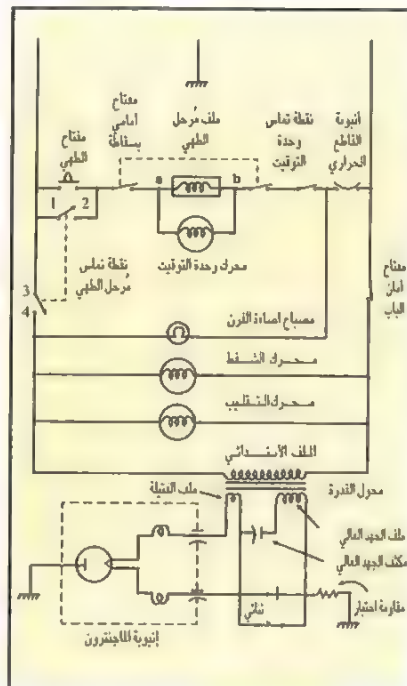 مفتاح
الطهي
مفتاح
أمامي
بسقاطة
ملف مُرحل
الطهي
نقطة تماس
وحدة
التوقيت
أنبوبة
القاطع
الحراري
a
b
1
2
محرك وحدة التوقيت
نقطة تماس
مُرحل الطهي
3
4
مفتاح
أمان
الباب
مصباح إضاءة الفرن
محرك الشفط
محرك التقليب
الملف الأبتدائي
ملف الفتيلة
محول القدرة
ملف الجهد العالي
مكثف الجهد العالي
ثنائي
مقاومة اختبار
إنبوبة الماجنترون